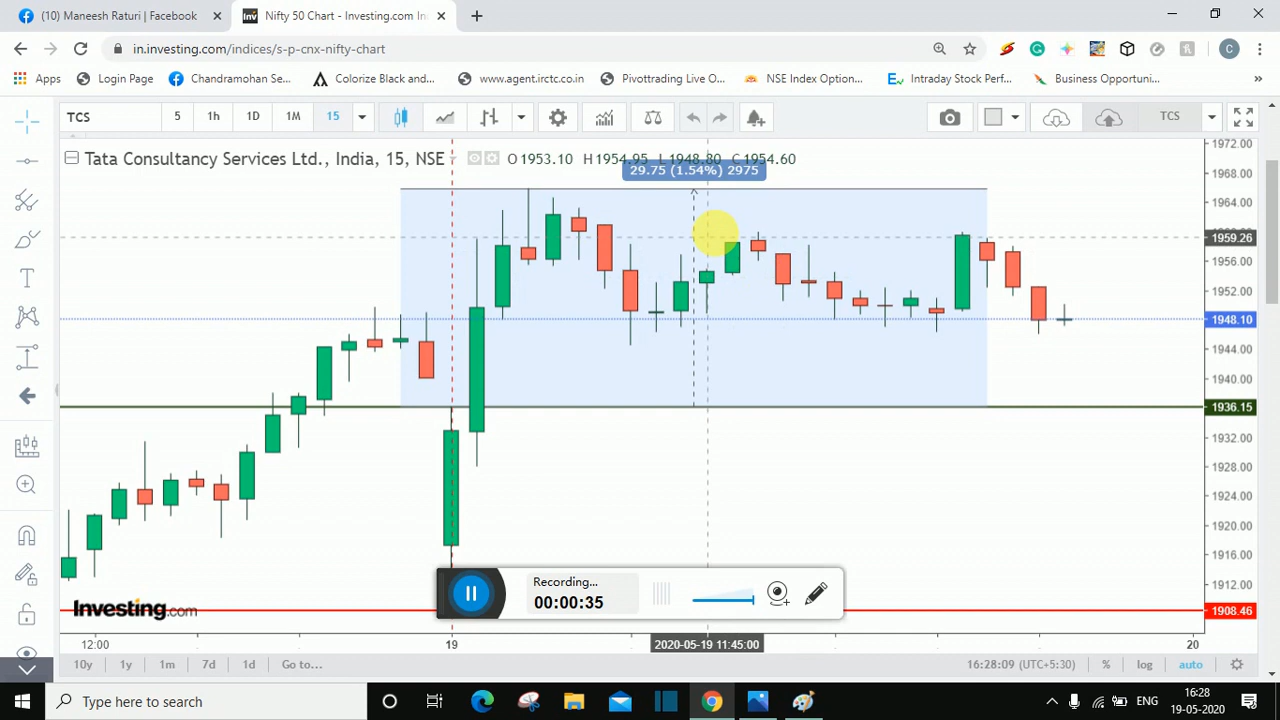 (10) Maneesh Raturi | Facebook
Nifty 50 Chart - Investing.com In
in.investing.com/indices/s-p-cnx-nifty-chart
C
Apps
Login Page
Chandramohan Se...
Colorize Black and...
www.agent.irctc.co.in
Pivottrading Live O...
NSE Index Option...
Intraday Stock Perf...
Business Opportuni...
»
TCS
5
1h
1D
1M
15
TCS
Tata Consultancy Services Ltd., India, 15, NSE
O1953.10 H1954.95 L1948.80 C1954.60
29.75 (1.54%) 2975
1972.00
1968.00
1964.00
1959.26
1956.00
1952.00
1948.10
1944.00
1940.00
1936.15
1932.00
1928.00
1924.00
1920.00
1916.00
1912.00
1908.46
Recording...
00:00:35
Investing.com
12:00
19
2020-05-19 11:45:00
20
10y
1y
1m
7d
1d
Go to...
16:28:09 (UTC+5:30)
%
log
auto
Type here to search
ENG
16:28
19-05-2020